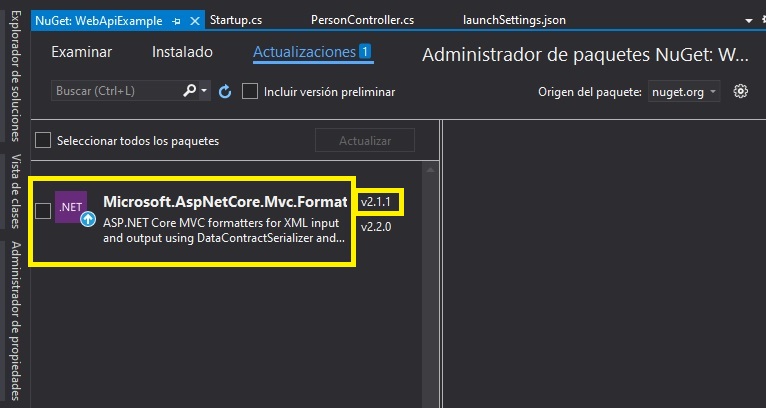 NuGet: WebApiExample
Startup.cs
PersonController.cs
launchSettings.json
Explorador de soluciones
Vista de clases
Administrador de propiedades
Examinar
Instalado
Actualizaciones 1
Administrador de paquetes NuGet: W...
Buscar (Ctrl+L)
Incluir versión preliminar
Origen del paquete: nuget.org
Seleccionar todos los paquetes
Actualizar
.NET
Microsoft.AspNetCore.Mvc.Format
v2.1.1
ASP.NET Core MVC formatters for XML input
and output using DataContractSerializer and...
v2.2.0